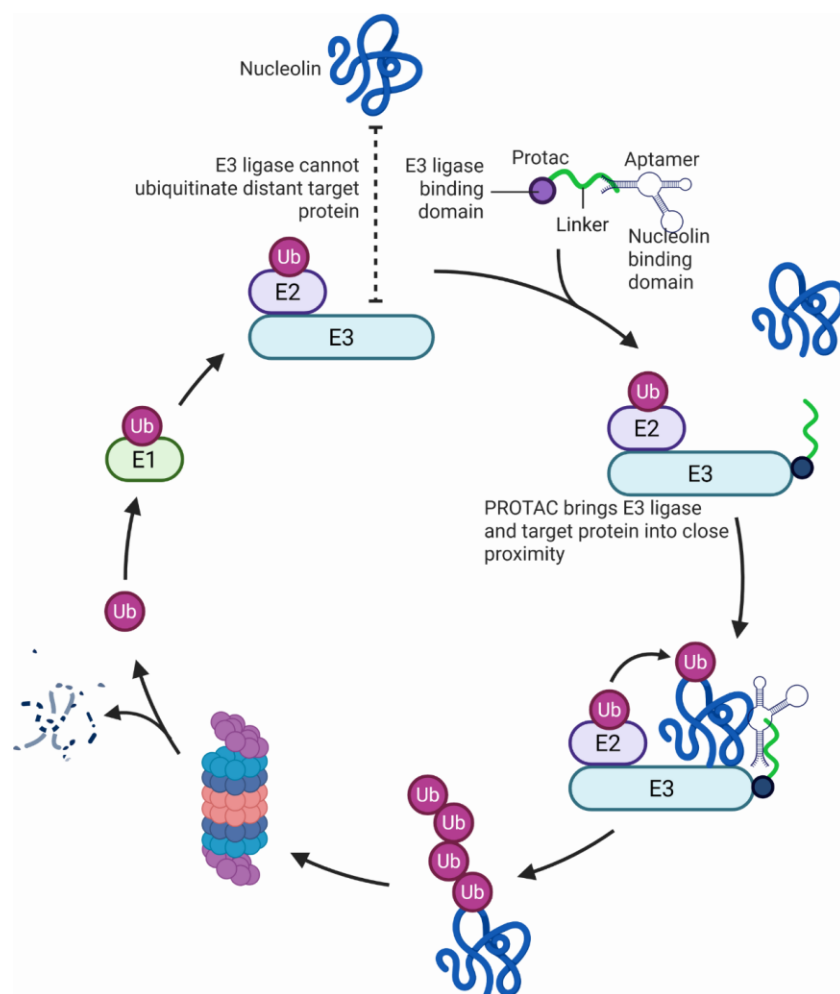 Nucleolin
E3 ligase cannot
ubiquitinate distant target
protein
E3 ligase
binding
domain
Protac
Linker
Aptamer
Nucleolin
binding
domain
Ub
E2
E3
Ub
E1
Ub
E2
E3
PROTAC brings E3 ligase
and target protein into close
proximity
Ub
Ub
Ub
E2
E3
Ub
Ub
Ub
Ub